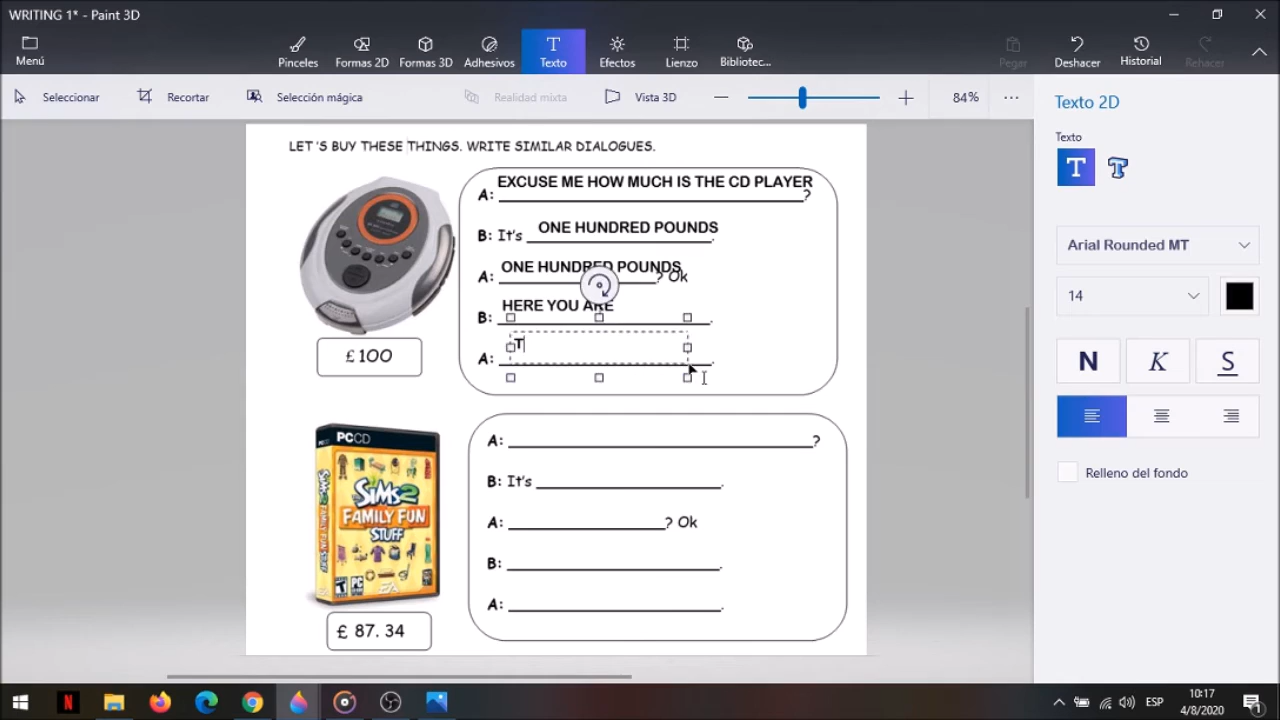 WRITING 1* - Paint 3D
Menú
Pinceles
Formas 2D
Formas 3D
Adhesivos
Texto
Efectos
Lienzo
Bibliotec...
Pegar
Deshacer
Historial
Rehacer
Seleccionar
Recortar
Selección mágica
Realidad mixta
Vista 3D
84%
Texto 2D
Texto
T
T
Arial Rounded MT
14
N
K
S
Relleno del fondo
LET 'S BUY THESE THINGS. WRITE SIMILAR DIALOGUES.
EXCUSE ME HOW MUCH IS THE CD PLAYER
A: ?
ONE HUNDRED POUNDS
B: It's .
ONE HUNDRED POUNDS
A: ? Ok
HERE YOU ARE
B: .
T
A: .
£ 100
PC CD
SiMS 2
FAMILY FUN
STUFF
EA
£ 87. 34
A: ?
B: It's .
A: ? Ok
B: .
A: .
ESP
10:17
4/8/2020